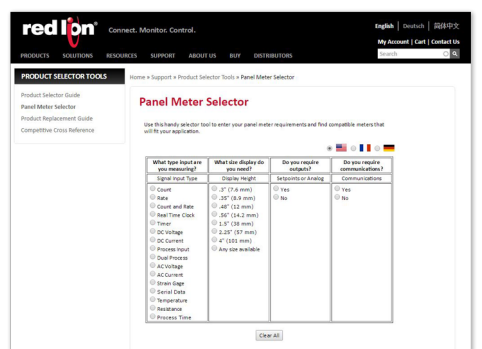 red lion®
Connect. Monitor. Control.
English | Deutsch | 简体中文
My Account | Cart | Contact Us
PRODUCTS SOLUTIONS RESOURCES SUPPORT ABOUT US BUY DISTRIBUTORS
Search
PRODUCT SELECTOR TOOLS
Product Selector Guide
Panel Meter Selector
Product Replacement Guide
Competitive Cross Reference
Home » Support » Product Selector Tools » Panel Meter Selector
Panel Meter Selector
Use this handy selector tool to enter your panel meter requirements and find compatible meters that
will fit your application.
What type input are you measuring?
Signal Input Type
Count
Rate
Count and Rate
Real Time Clock
Timer
DC Voltage
DC Current
Process Input
Dual Process
AC Voltage
AC Current
Strain Gage
Serial Data
Temperature
Resistance
Process Time
What size display do you need?
Display Height
.3" (7.6 mm)
.35" (8.9 mm)
.48" (12 mm)
.56" (14.2 mm)
1.5" (38 mm)
2.25" (57 mm)
4" (101 mm)
Any size available
Do you require outputs?
Setpoints or Analog
Yes
No
Do you require communications?
Communications
Yes
No
Clear All